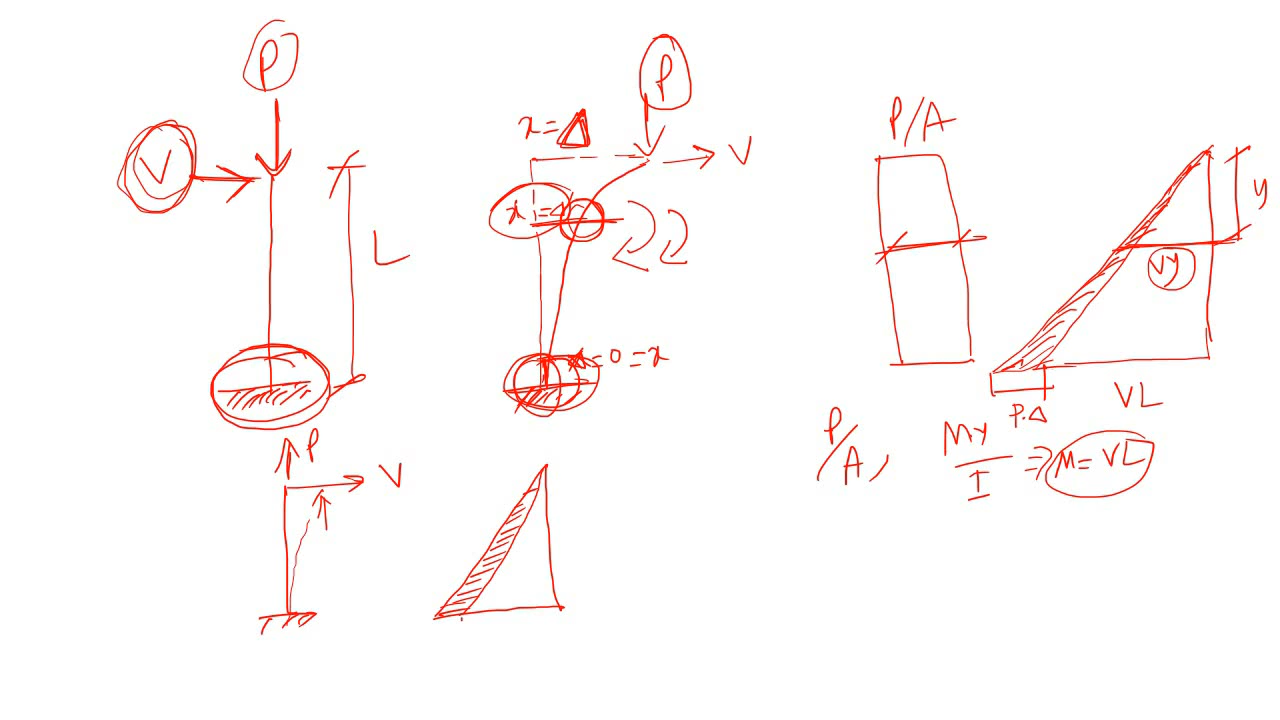 P
V
L
P
x=Δ
V
x
Δ=0=x
P/A
y
Vy
P.Δ
VL
P/A,
My/I ⇒ M=VL
P
V